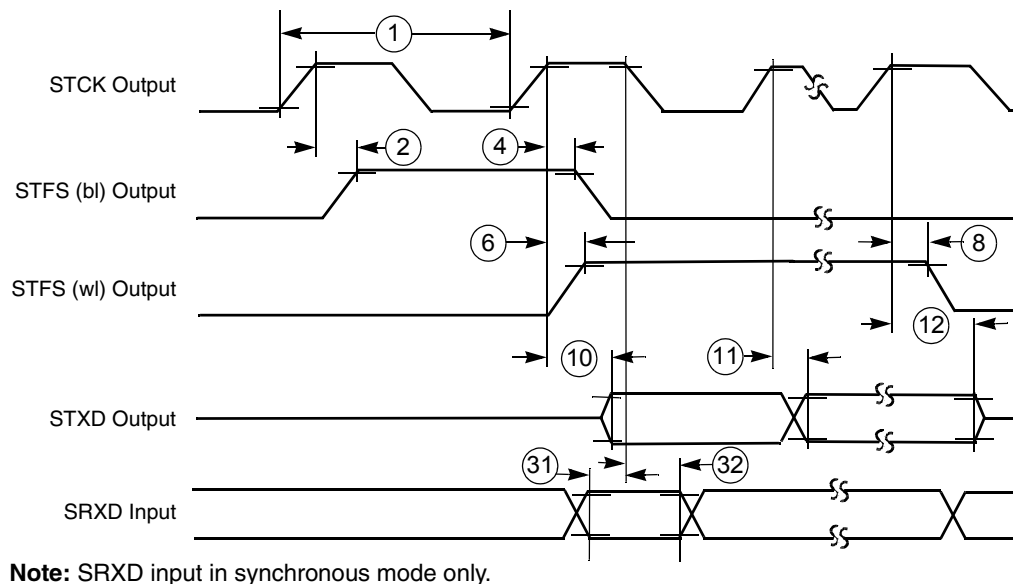 1
STCK Output
2
4
STFS (bl) Output
6
8
STFS (wl) Output
12
10
11
STXD Output
31
32
SRXD Input
Note: SRXD input in synchronous mode only.